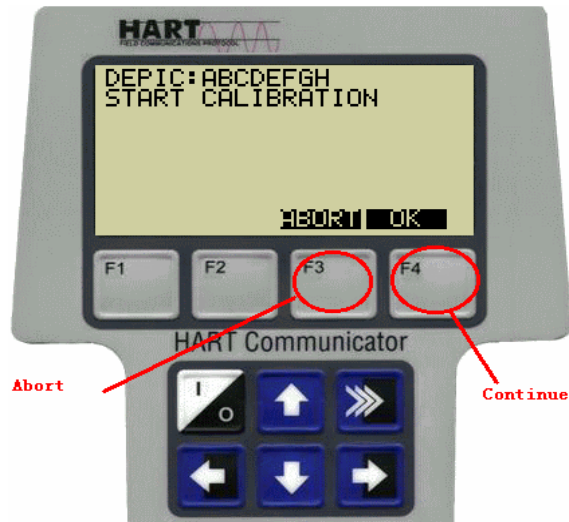 HART
FIELD COMMUNICATIONS PROTOCOL
DEPIC:ABCDEFGH
START CALIBRATION
ABORT OK
F1 F2 F3 F4
HART Communicator
Abort
Continue
I
O